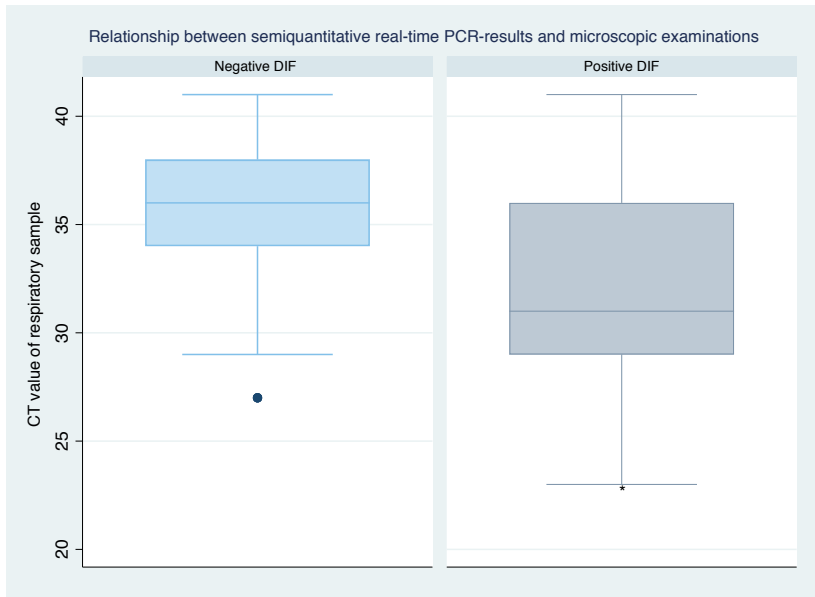 Relationship between semiquantitative real-time PCR-results and microscopic examinations
Negative DIF
Positive DIF
CT value of respiratory sample
40
35
30
25
20
*